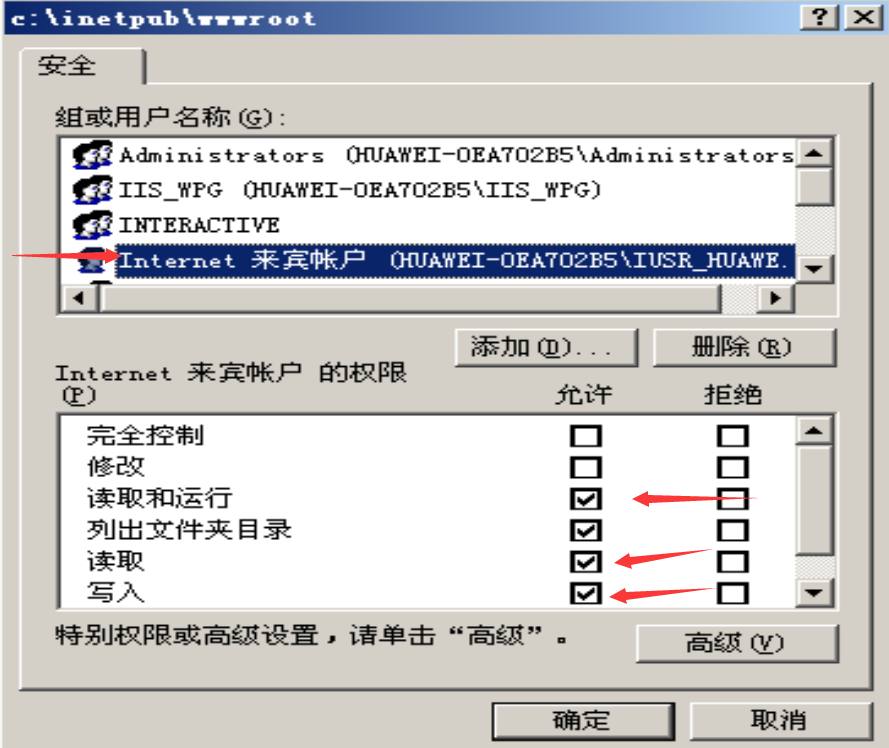 c:\inetpub\wwwroot
安全
组或用户名称(G):
Administrators (HUAWEI-OEA702B5\Administrators
IIS_WPG (HUAWEI-OEA702B5\IIS_WPG)
INTERACTIVE
Internet 来宾帐户 (HUAWEI-OEA702B5\IUSR_HUAWE.
添加(D)... 删除(R)
Internet 来宾帐户 的权限
(P) 允许 拒绝
完全控制
修改
读取和运行
列出文件夹目录
读取
写入
特别权限或高级设置，请单击“高级”。
高级(V)
确定 取消